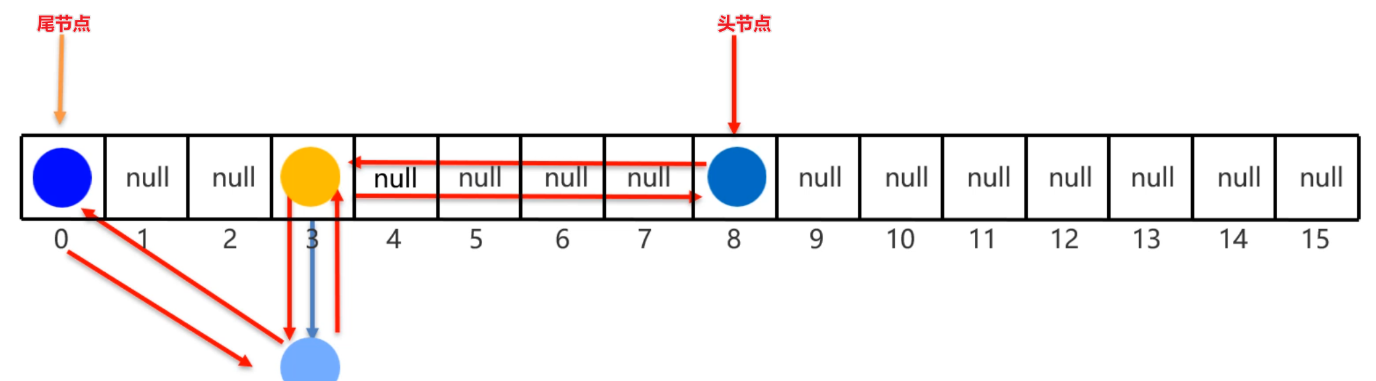 尾节点 头节点
null null null null null null null null null null null null null
0 1 2 3 4 5 6 7 8 9 10 11 12 13 14 15